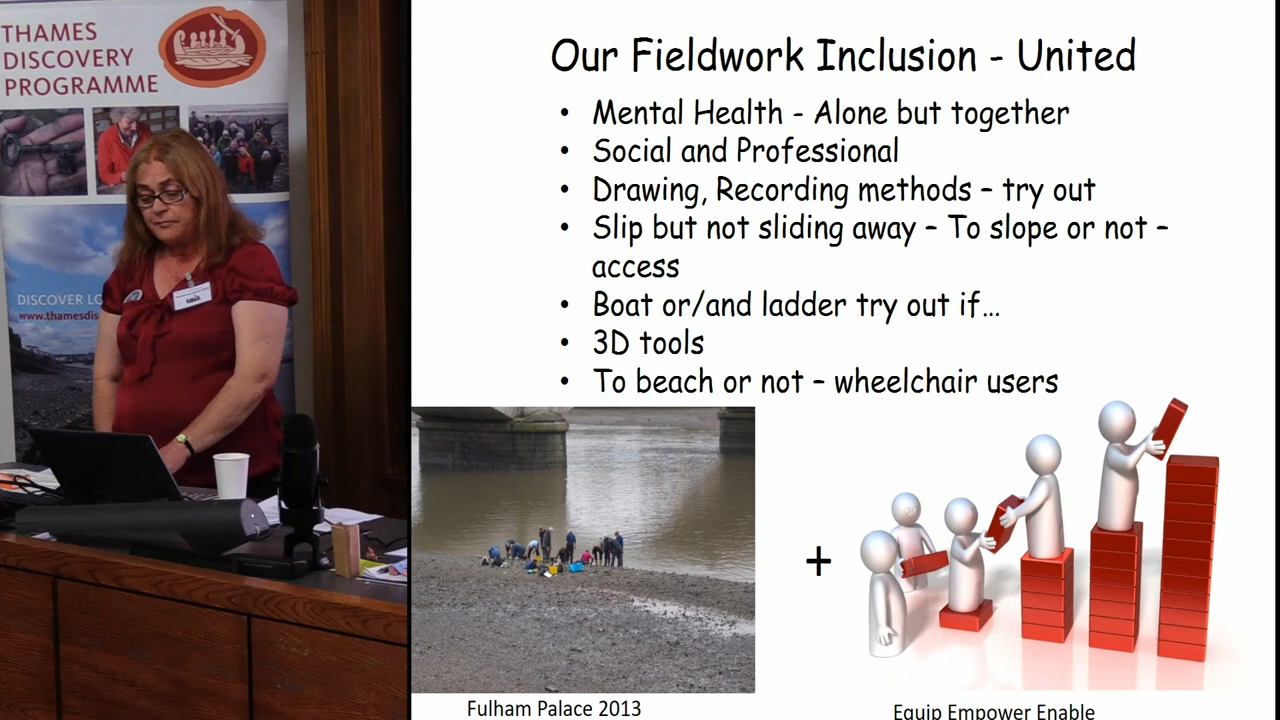 THAMES
DISCOVERY
PROGRAMME
DISCOVER LO
www.thamesdis
Our Fieldwork Inclusion - United
• Mental Health - Alone but together
• Social and Professional
• Drawing, Recording methods – try out
• Slip but not sliding away – To slope or not –
access
• Boat or/and ladder try out if…
• 3D tools
• To beach or not – wheelchair users
+
Fulham Palace 2013
Equip Empower Enable